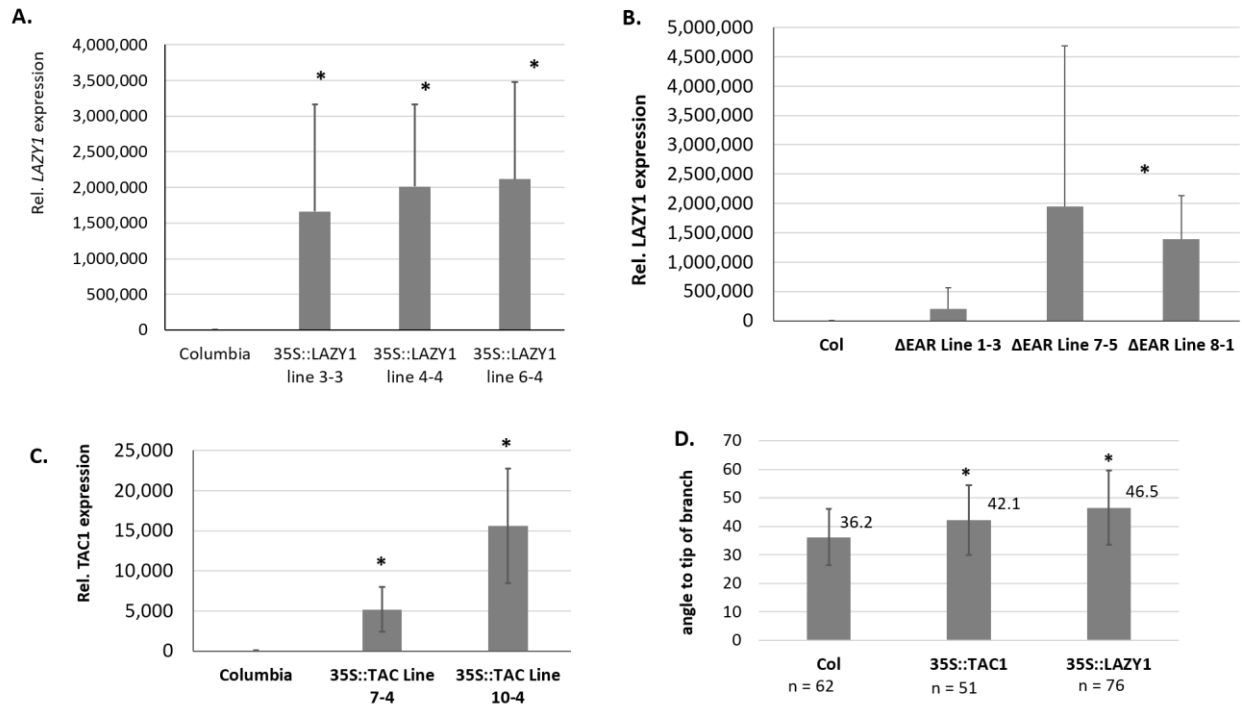 A.
Rel. LAZY1 expression
4,000,000
3,500,000
3,000,000
2,500,000
2,000,000
1,500,000
1,000,000
500,000
0
*
*
*
Columbia
35S::LAZY1
line 3-3
35S::LAZY1
line 4-4
35S::LAZY1
line 6-4
B.
Rel. LAZY1 expression
5,000,000
4,500,000
4,000,000
3,500,000
3,000,000
2,500,000
2,000,000
1,500,000
1,000,000
500,000
0
*
Col
ΔEAR Line 1-3
ΔEAR Line 7-5
ΔEAR Line 8-1
C.
Rel. TAC1 expression
25,000
20,000
15,000
10,000
5,000
0
*
*
Columbia
35S::TAC Line
7-4
35S::TAC Line
10-4
D.
angle to tip of branch
70
60
50
40
30
20
10
0
36.2
*
42.1
*
46.5
Col
n = 62
35S::TAC1
n = 51
35S::LAZY1
n = 76